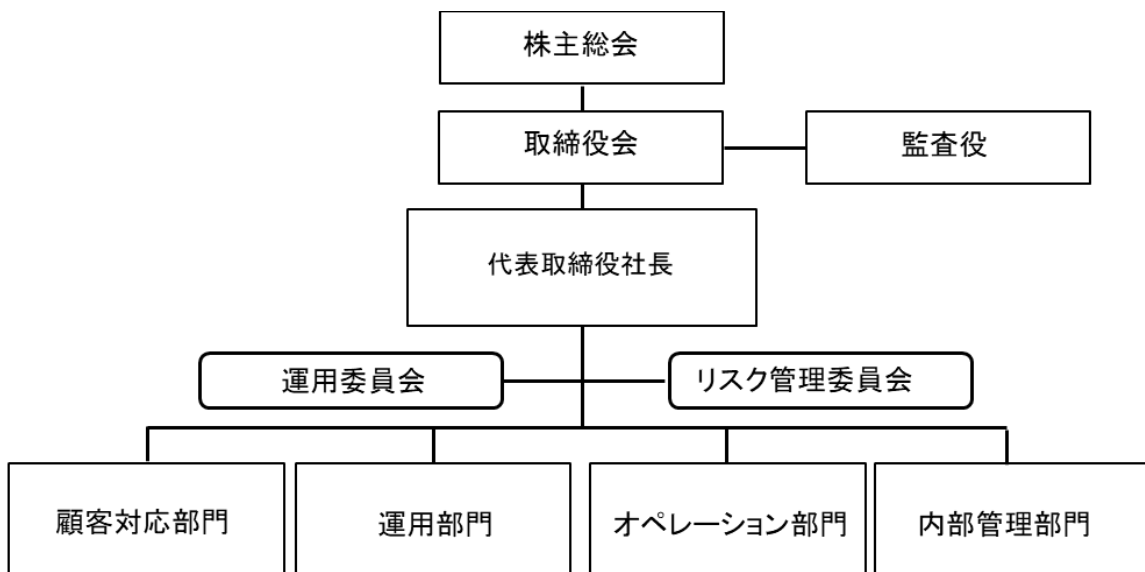 株主総会
取締役会
監査役
代表取締役社長
運用委員会
リスク管理委員会
顧客対応部門
運用部門
オペレーション部門
内部管理部門